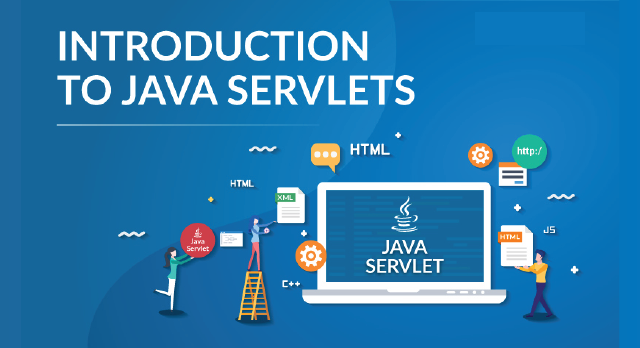 INTRODUCTION
TO JAVA SERVLETS
HTML
http:/
HTML
XML
Java
Servlet
JAVA
SERVLET
HTML
JS
C++